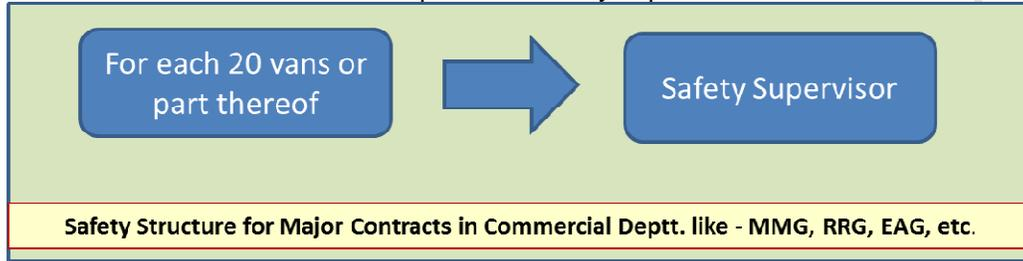 For each 20 vans or
part thereof
Safety Supervisor
Safety Structure for Major Contracts in Commercial Deptt. like - MMG, RRG, EAG, etc.